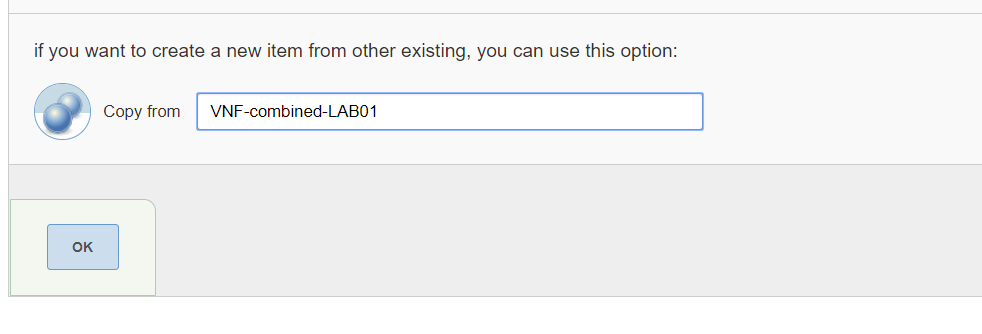 if you want to create a new item from other existing, you can use this option:
Copy from VNF-combined-LAB01
OK